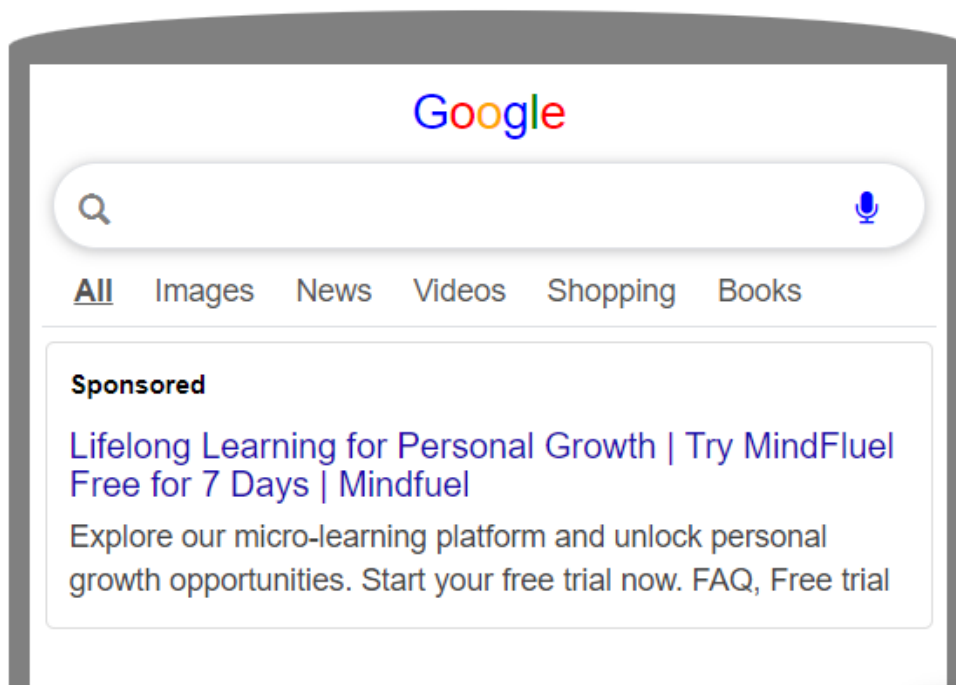 Google
All Images News Videos Shopping Books
Sponsored
Lifelong Learning for Personal Growth | Try MindFluel
Free for 7 Days | Mindfuel
Explore our micro-learning platform and unlock personal
growth opportunities. Start your free trial now. FAQ, Free trial